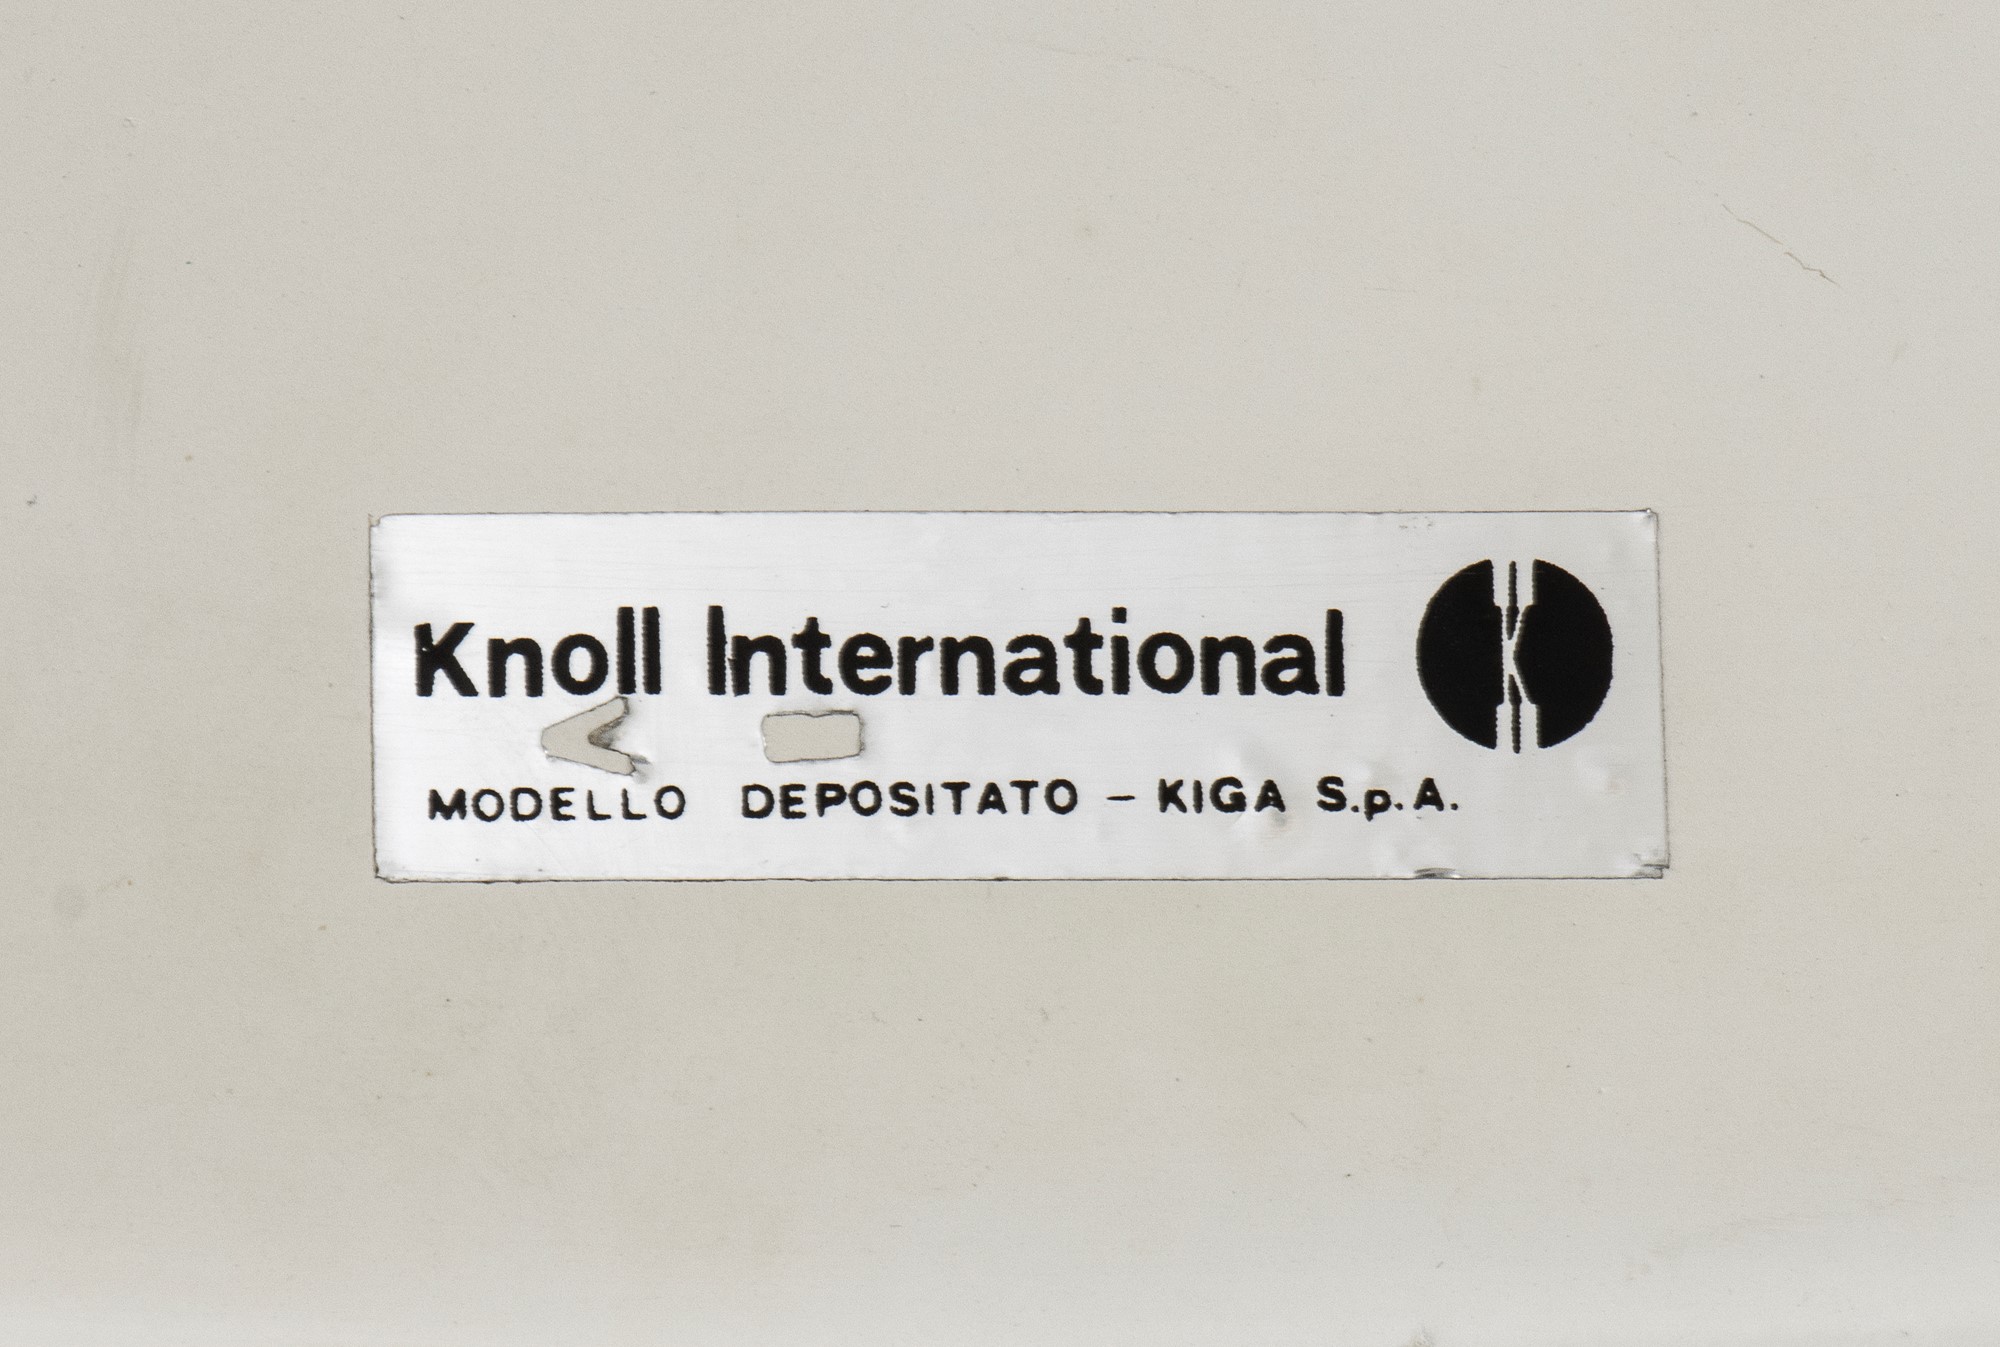 Knoll International K
MODELLO DEPOSITATO – KIGA S.p.A.